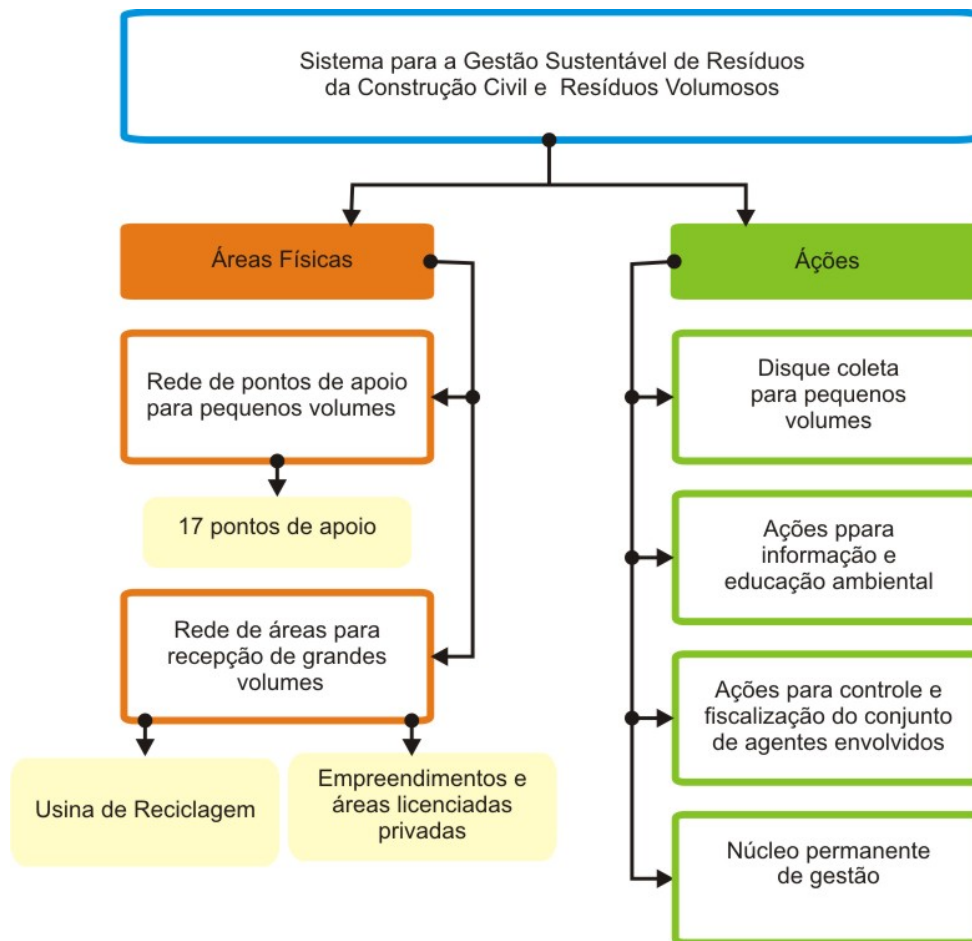 Sistema para a Gestão Sustentável de Resíduos
da Construção Civil e Resíduos Volumosos
Áreas Físicas
Rede de pontos de apoio
para pequenos volumes
17 pontos de apoio
Rede de áreas para
recepção de grandes
volumes
Usina de Reciclagem
Empreendimentos e
áreas licenciadas
privadas
Áções
Disque coleta
para pequenos
volumes
Ações ppara
informação e
educação ambiental
Ações para controle e
fiscalização do conjunto
de agentes envolvidos
Núcleo permanente
de gestão